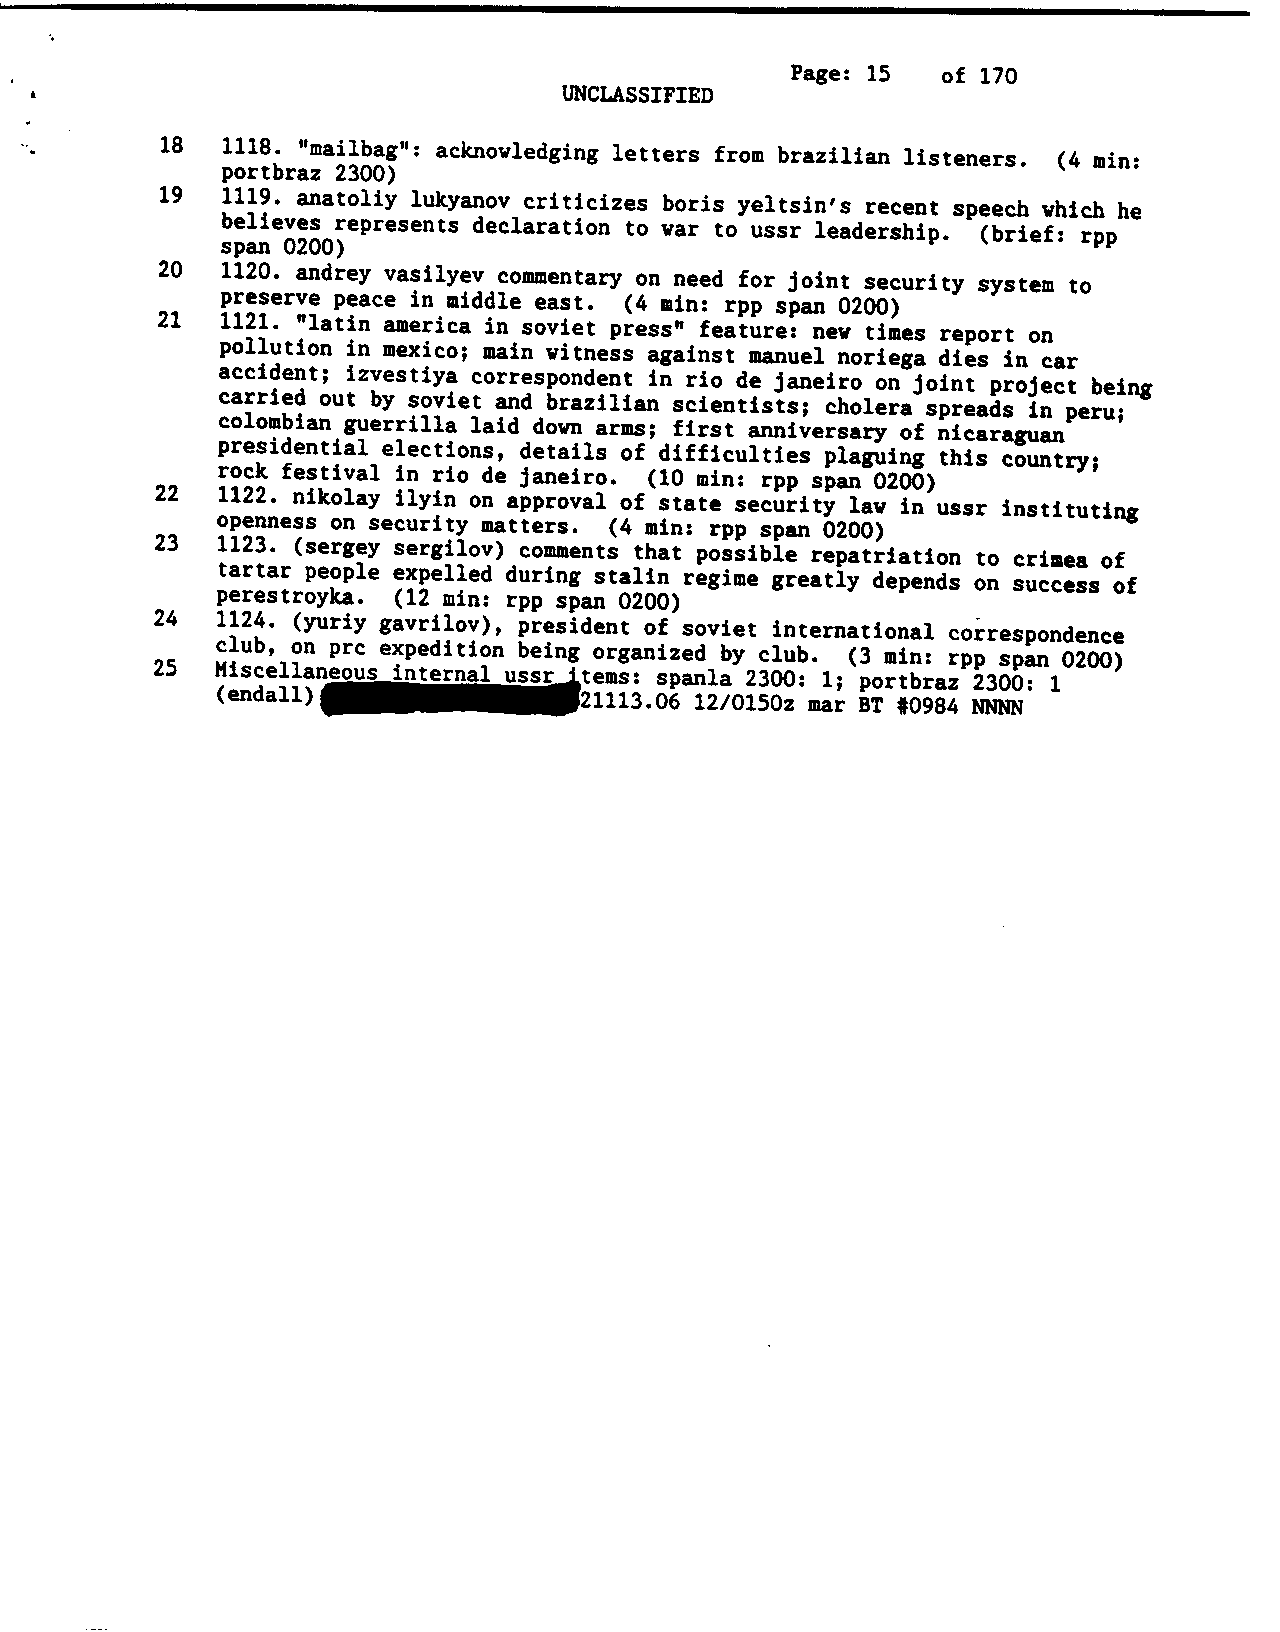 Page: 15 of 170
UNCLASSIFIED
18 1118. "mailbag": acknowledging letters from brazilian listeners. (4 min:
portbraz 2300)
19 1119. anatoliy lukyanov criticizes boris yeltsin's recent speech which he
believes represents declaration to war to ussr leadership. (brief: rpp
span 0200)
20 1120. andrey vasilyev commentary on need for joint security system to
preserve peace in middle east. (4 min: rpp span 0200)
21 1121. "latin america in soviet press" feature: new times report on
pollution in mexico; main witness against manuel noriega dies in car
accident; izvestiya correspondent in rio de janeiro on joint project being
carried out by soviet and brazilian scientists; cholera spreads in peru;
colombian guerrilla laid down arms; first anniversary of nicaraguan
presidential elections, details of difficulties plaguing this country;
rock festival in rio de janeiro. (10 min: rpp span 0200)
22 1122. nikolay ilyin on approval of state security law in ussr instituting
openness on security matters. (4 min: rpp span 0200)
23 1123. (sergey sergilov) comments that possible repatriation to crimea of
tartar people expelled during stalin regime greatly depends on success of
perestroyka. (12 min: rpp span 0200)
24 1124. (yuriy gavrilov), president of soviet international correspondence
club, on prc expedition being organized by club. (3 min: rpp span 0200)
25 Miscellaneous internal ussr items: spanla 2300: 1; portbraz 2300: 1
(endall) 21113.06 12/0150z mar BT #0984 NNNN